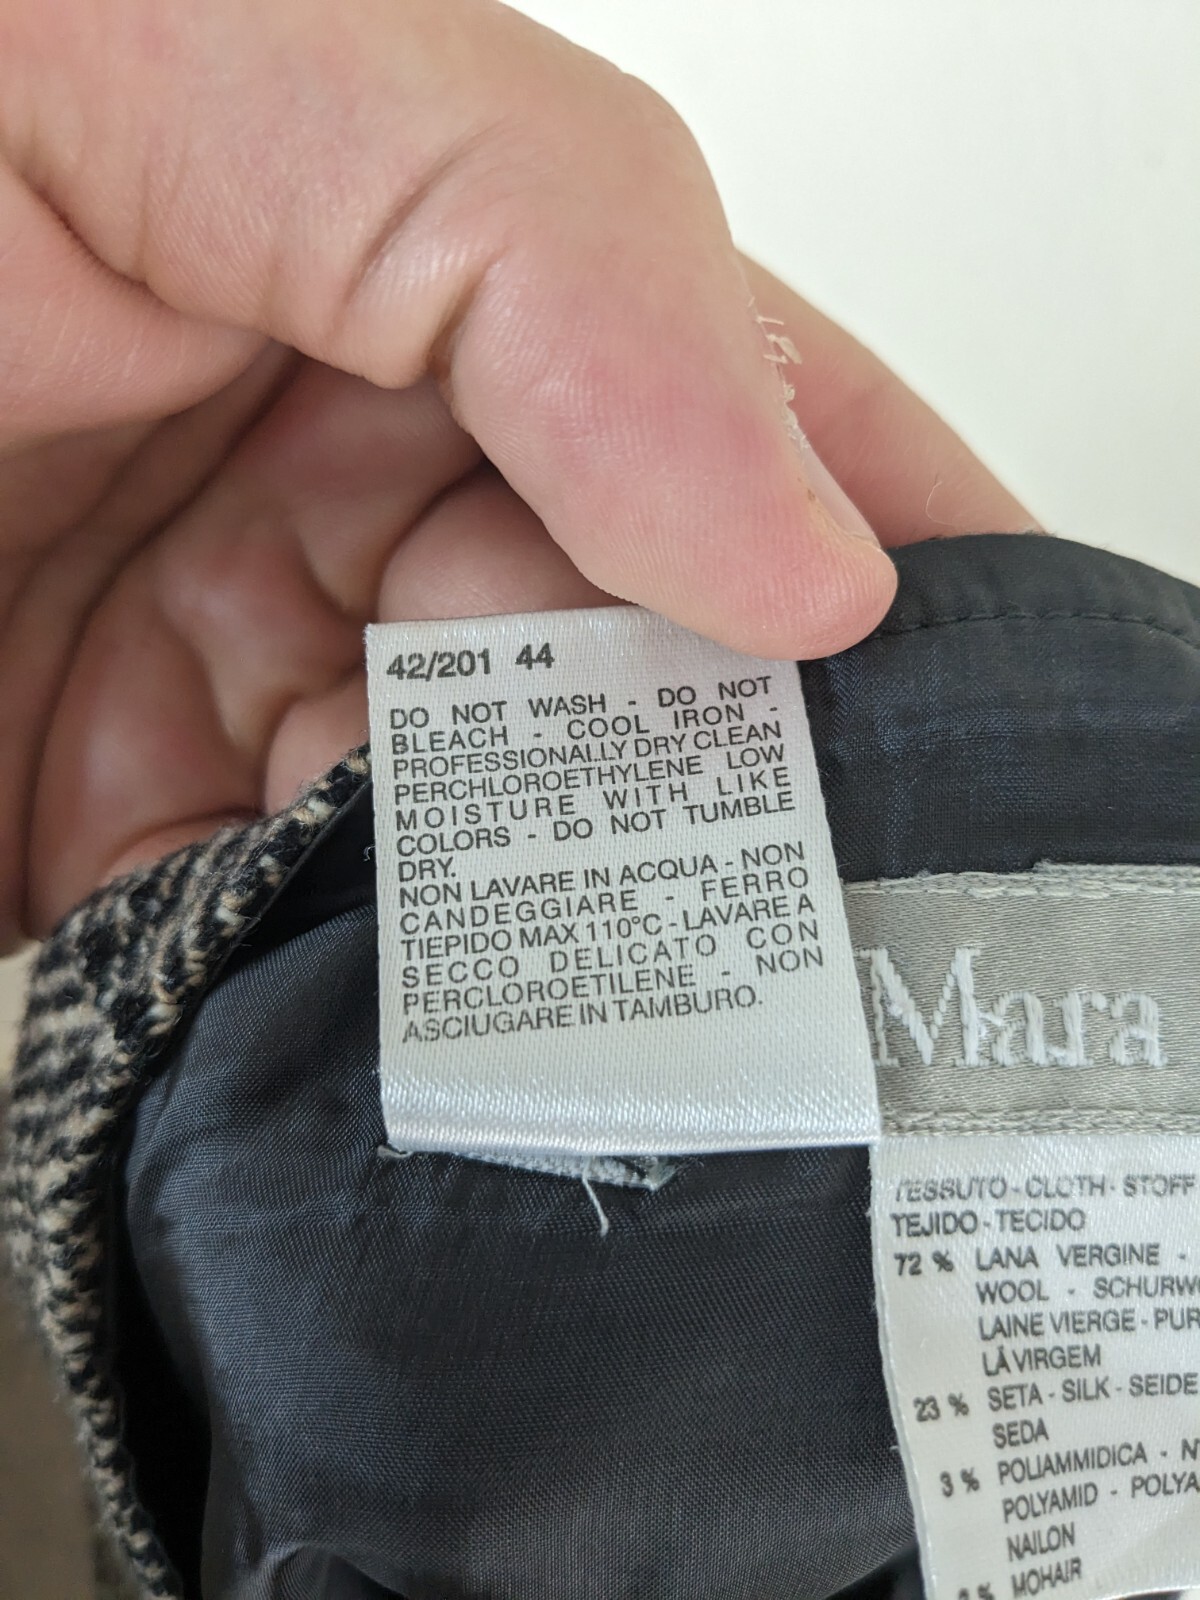 42/201 44
DO NOT WASH - DO NOT
BLEACH - COOL IRON -
PROFESSIONALLY DRY CLEAN
PERCHLOROETHYLENE LOW
MOISTURE WITH LIKE
COLORS - DO NOT TUMBLE
DRY.
NON LAVARE IN ACQUA - NON
CANDEGGIARE - FERRO
TIEPIDO MAX 110°C - LAVARE A
SECCO DELICATO CON
PERCLOROETILENE - NON
ASCIUGARE IN TAMBURO.
Mara
TESSUTO - CLOTH - STOFF
TEJIDO - TECIDO
72 % LANA VERGINE -
WOOL - SCHURW
LAINE VIERGE - PUR
LÁ VIRGEM
23 % SETA - SILK - SEIDE
SEDA
3 % POLIAMMIDICA -
POLYAMID - POLYA
NAILON
% MOHAIR